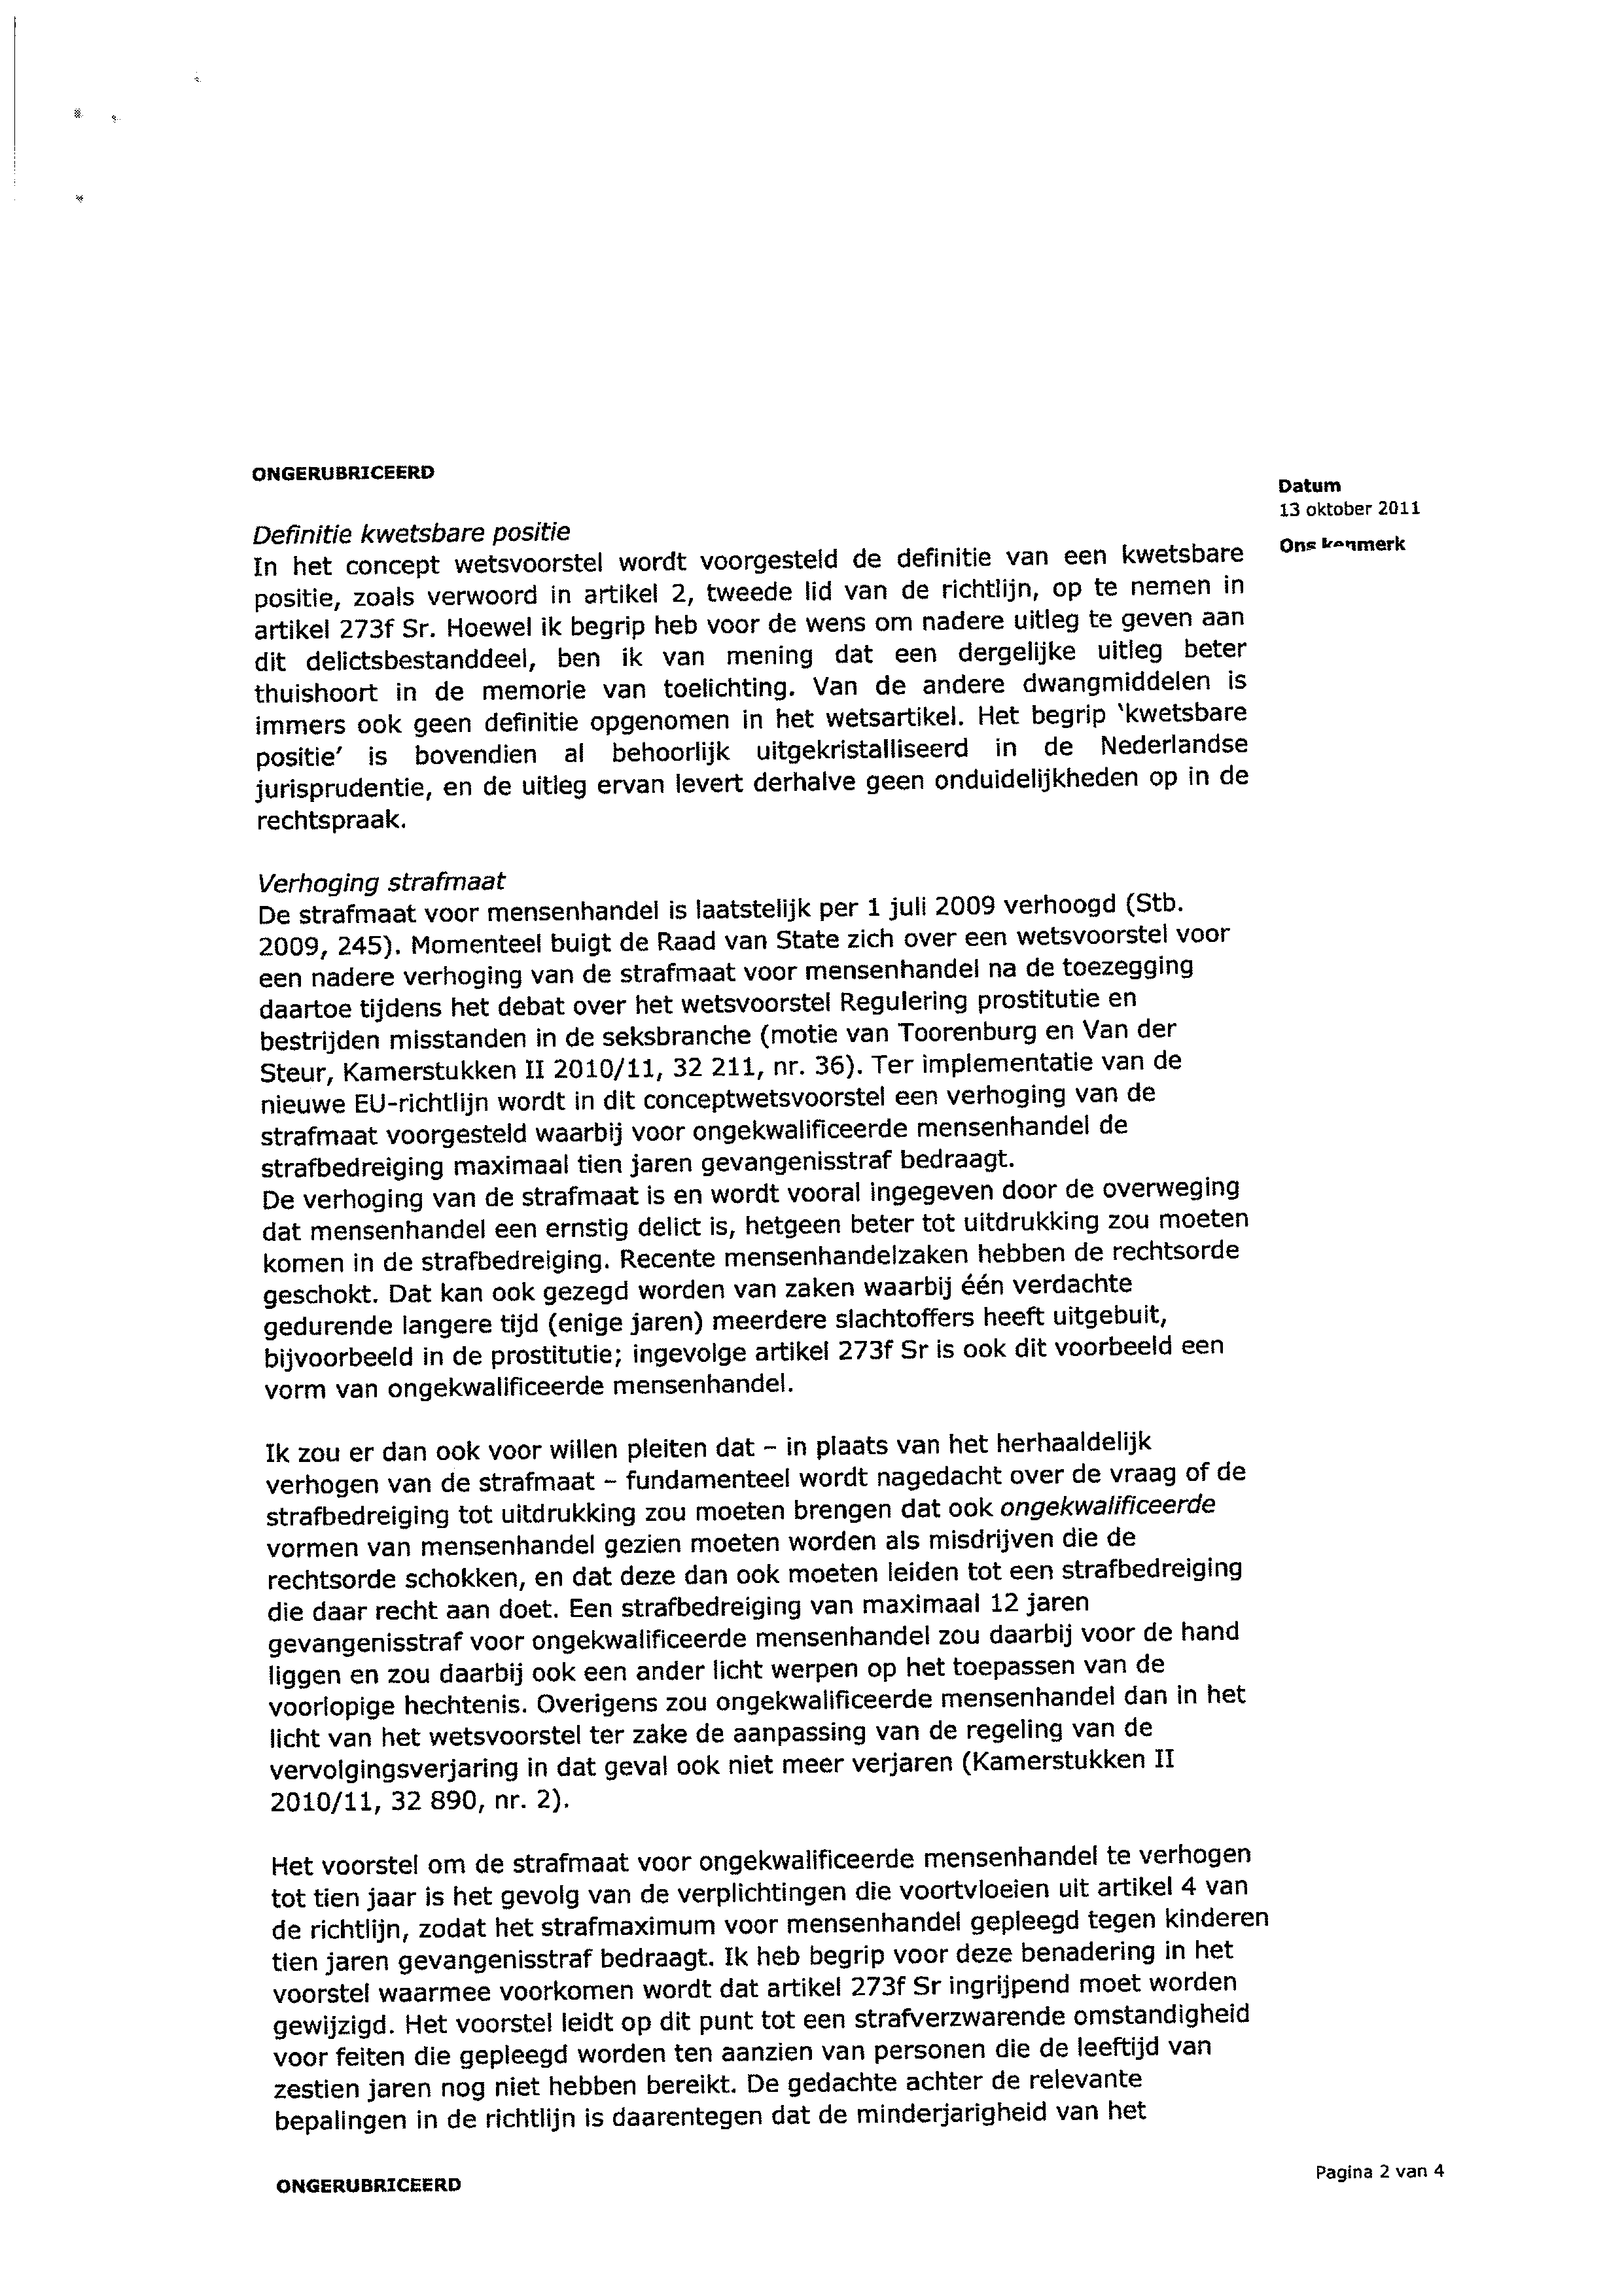 ONGERUBRICEERD
Datum
13 oktober 2011
Ons kenmerk
Definitie kwetsbare positie
In het concept wetsvoorstel wordt voorgesteld de definitie van een kwetsbare
positie, zoals verwoord in artikel 2, tweede lid van de richtlijn, op te nemen in
artikel 273f Sr. Hoewel ik begrip heb voor de wens om nadere uitleg te geven aan
dit delictsbestanddeel, ben ik van mening dat een dergelijke uitleg beter
thuishoort in de memorie van toelichting. Van de andere dwangmiddelen is
immers ook geen definitie opgenomen in het wetsartikel. Het begrip 'kwetsbare
positie' is bovendien al behoorlijk uitgekristalliseerd in de Nederlandse
jurisprudentie, en de uitleg ervan levert derhalve geen onduidelijkheden op in de
rechtspraak.
Verhoging strafmaat
De strafmaat voor mensenhandel is laatstelijk per 1 juli 2009 verhoogd (Stb.
2009, 245). Momenteel buigt de Raad van State zich over een wetsvoorstel voor
een nadere verhoging van de strafmaat voor mensenhandel na de toezegging
daartoe tijdens het debat over het wetsvoorstel Regulering prostitutie en
bestrijden misstanden in de seksbranche (motie van Toorenburg en Van der
Steur, Kamerstukken II 2010/11, 32 211, nr. 36). Ter implementatie van de
nieuwe EU-richtlijn wordt in dit conceptwetsvoorstel een verhoging van de
strafmaat voorgesteld waarbij voor ongekwalificeerde mensenhandel de
strafbedreiging maximaal tien jaren gevangenisstraf bedraagt.
De verhoging van de strafmaat is en wordt vooral ingegeven door de overweging
dat mensenhandel een ernstig delict is, hetgeen beter tot uitdrukking zou moeten
komen in de strafbedreiging. Recente mensenhandelzaken hebben de rechtsorde
geschokt. Dat kan ook gezegd worden van zaken waarbij één verdachte
gedurende langere tijd (enige jaren) meerdere slachtoffers heeft uitgebuit,
bijvoorbeeld in de prostitutie; ingevolge artikel 273f Sr is ook dit voorbeeld een
vorm van ongekwalificeerde mensenhandel.
Ik zou er dan ook voor willen pleiten dat – in plaats van het herhaaldelijk
verhogen van de strafmaat – fundamenteel wordt nagedacht over de vraag of de
strafbedreiging tot uitdrukking zou moeten brengen dat ook ongekwalificeerde
vormen van mensenhandel gezien moeten worden als misdrijven die de
rechtsorde schokken, en dat deze dan ook moeten leiden tot een strafbedreiging
die daar recht aan doet. Een strafbedreiging van maximaal 12 jaren
gevangenisstraf voor ongekwalificeerde mensenhandel zou daarbij voor de hand
liggen en zou daarbij ook een ander licht werpen op het toepassen van de
voorlopige hechtenis. Overigens zou ongekwalificeerde mensenhandel dan in het
licht van het wetsvoorstel ter zake de aanpassing van de regeling van de
vervolgingsverjaring in dat geval ook niet meer verjaren (Kamerstukken II
2010/11, 32 890, nr. 2).
Het voorstel om de strafmaat voor ongekwalificeerde mensenhandel te verhogen
tot tien jaar is het gevolg van de verplichtingen die voortvloeien uit artikel 4 van
de richtlijn, zodat het strafmaximum voor mensenhandel gepleegd tegen kinderen
tien jaren gevangenisstraf bedraagt. Ik heb begrip voor deze benadering in het
voorstel waarmee voorkomen wordt dat artikel 273f Sr ingrijpend moet worden
gewijzigd. Het voorstel leidt op dit punt tot een strafverzwarende omstandigheid
voor feiten die gepleegd worden ten aanzien van personen die de leeftijd van
zestien jaren nog niet hebben bereikt. De gedachte achter de relevante
bepalingen in de richtlijn is daarentegen dat de minderjarigheid van het
ONGERUBRICEERD
Pagina 2 van 4